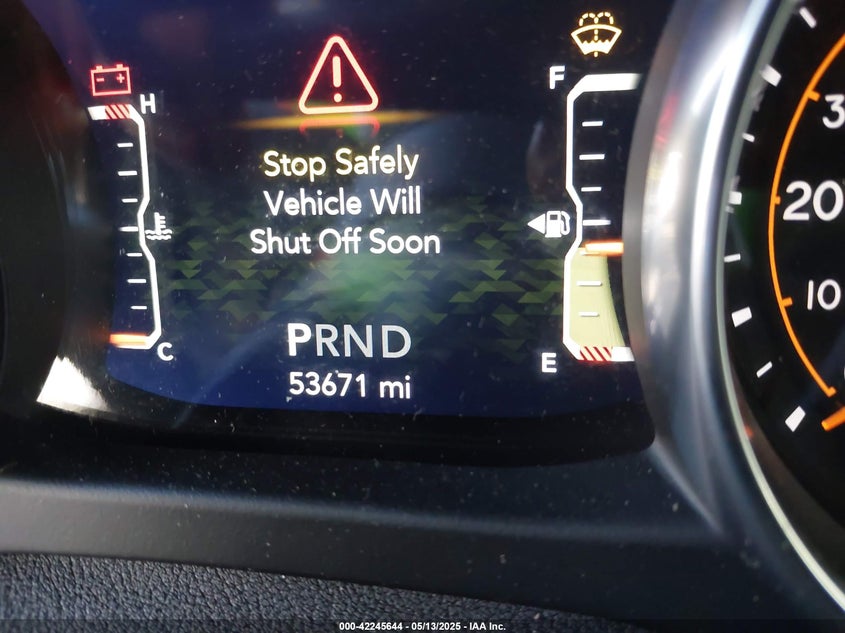 H
F
Stop Safely
Vehicle Will
Shut Off Soon
C
E
PRND
53671 mi
20
10
000-42245644 / 05/13/2025 - IAA Inc.